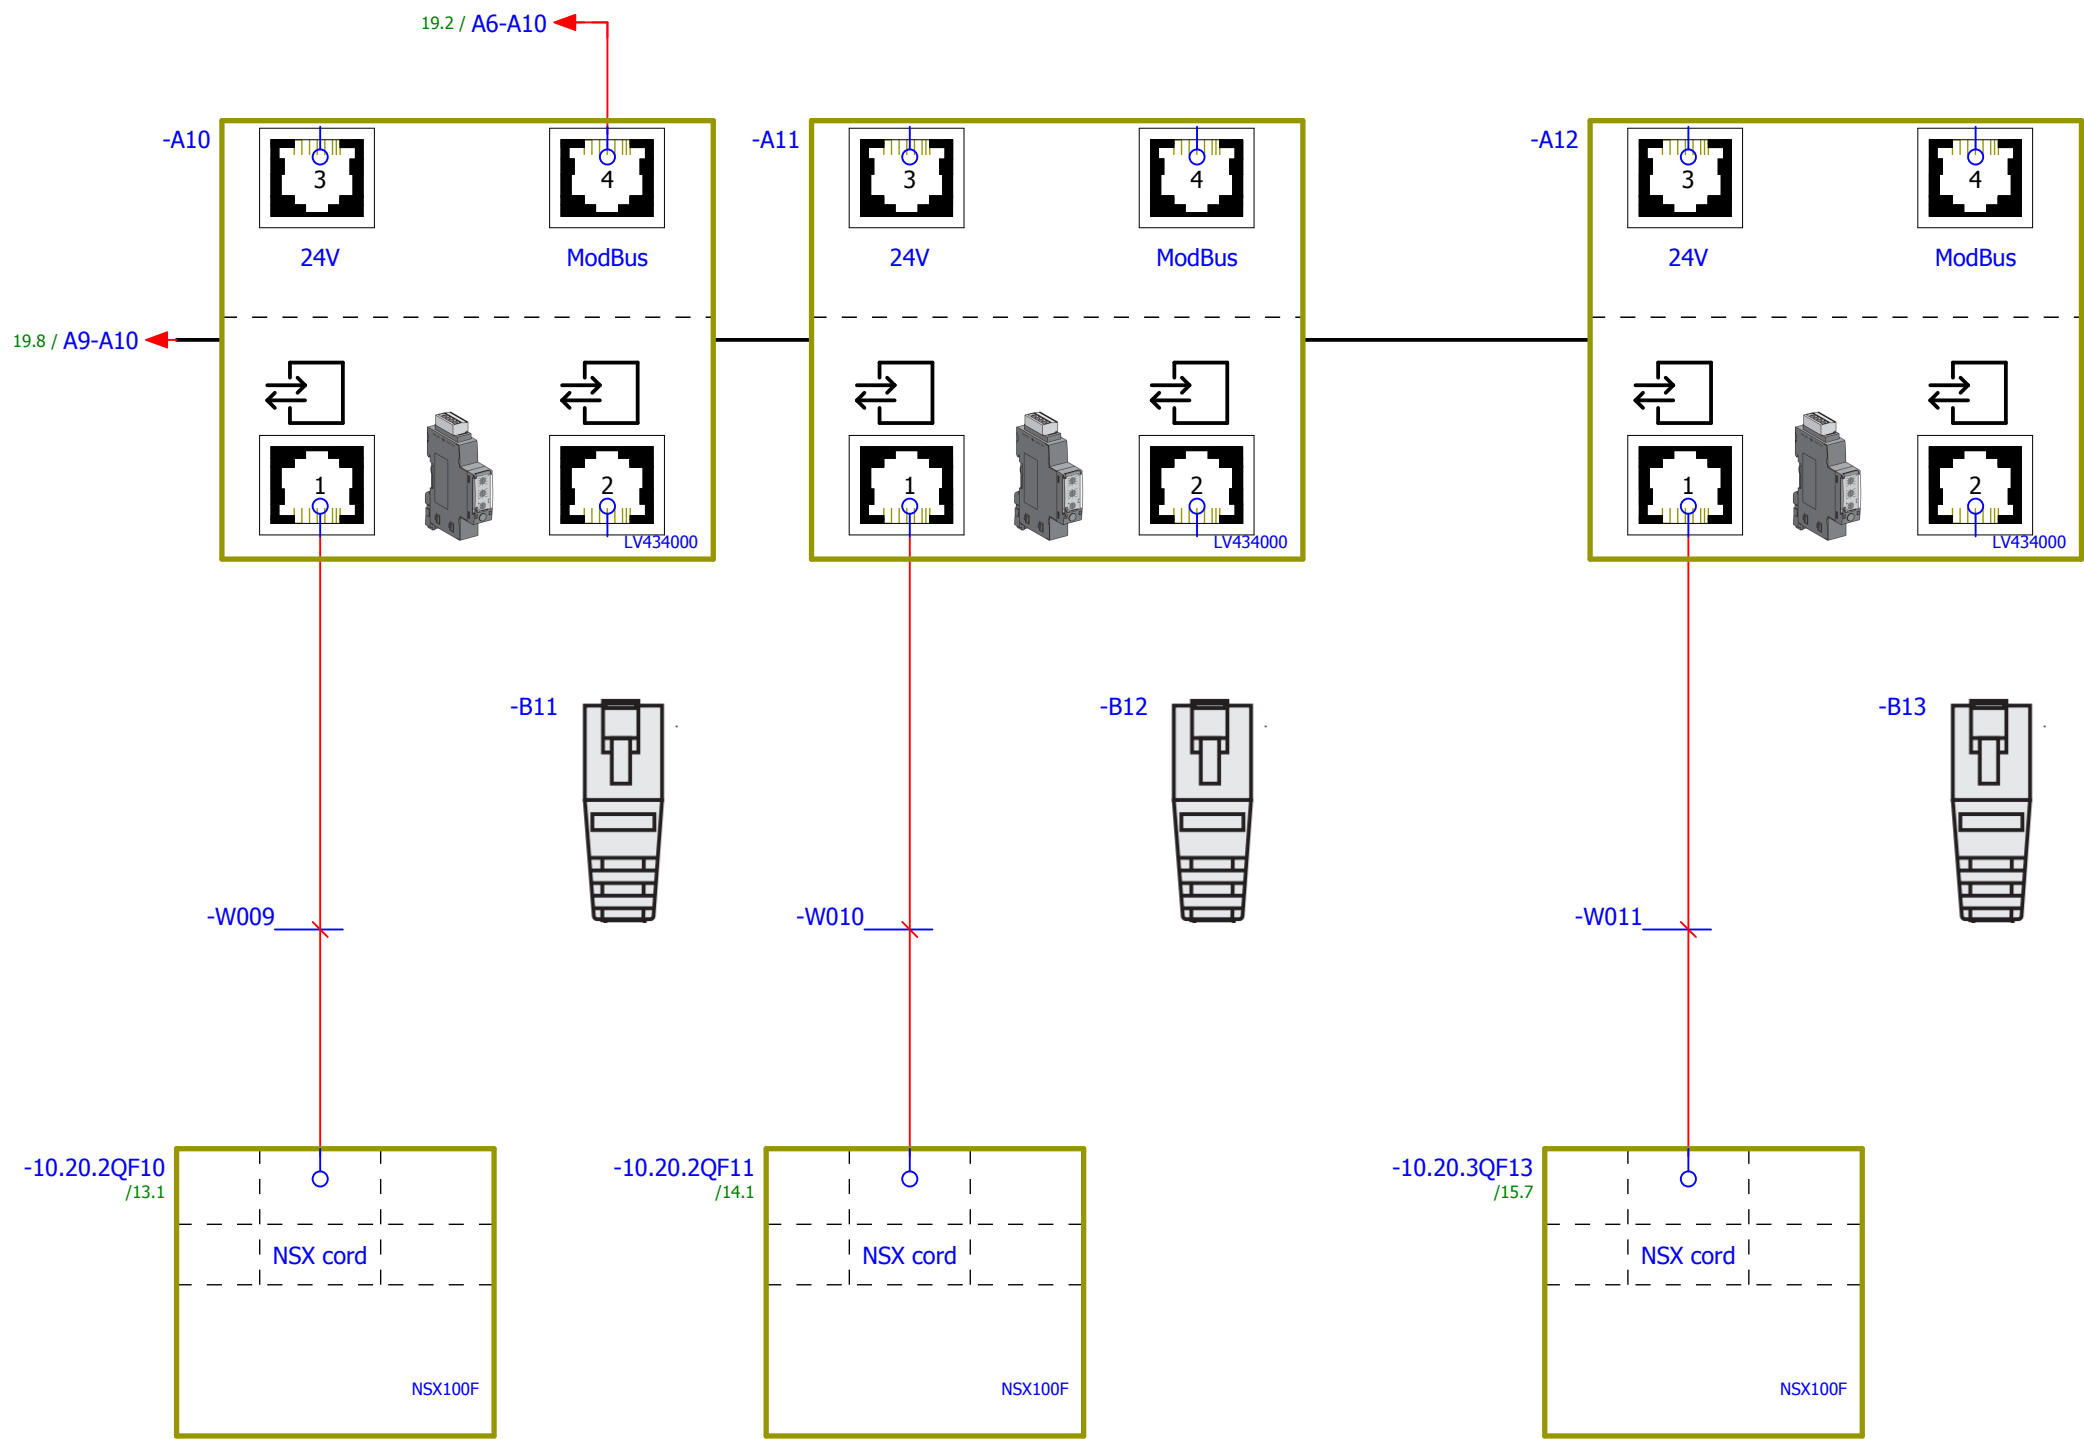 19.2 / A6-A10
-A10
3
4
24V
ModBus
-A11
3
4
24V
ModBus
-A12
3
4
24V
ModBus
19.8 / A9-A10
1
2
LV434000
1
2
LV434000
1
2
LV434000
-B11
-B12
-B13
-W009
-W010
-W011
-10.20.2QF10
/13.1
NSX cord
NSX100F
-10.20.2QF11
/14.1
NSX cord
NSX100F
-10.20.3QF13
/15.7
NSX cord
NSX100F